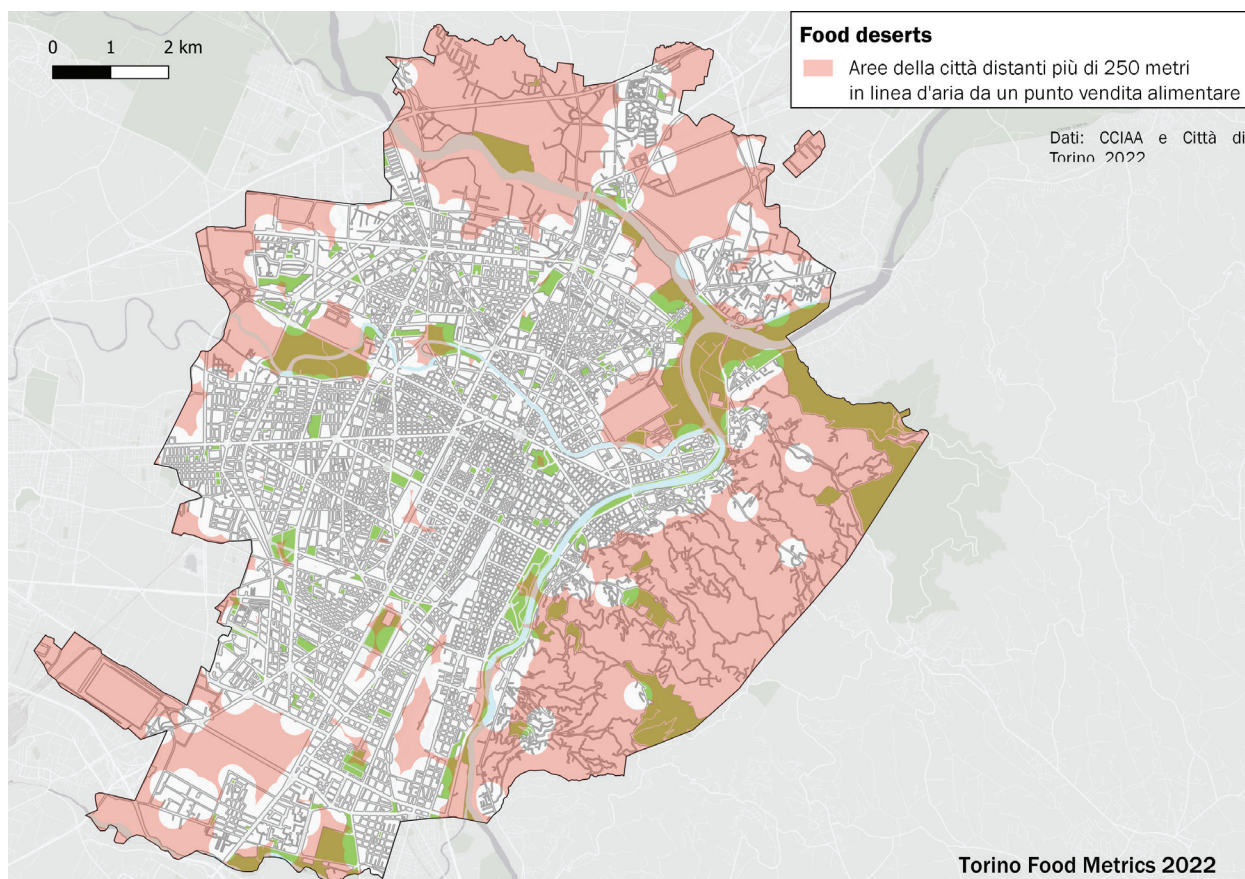 0 1 2 km
Food deserts
Aree della città distanti più di 250 metri
in linea d'aria da un punto vendita alimentare
Dati: CCIAA e Città di
Torino 2022
Torino Food Metrics 2022